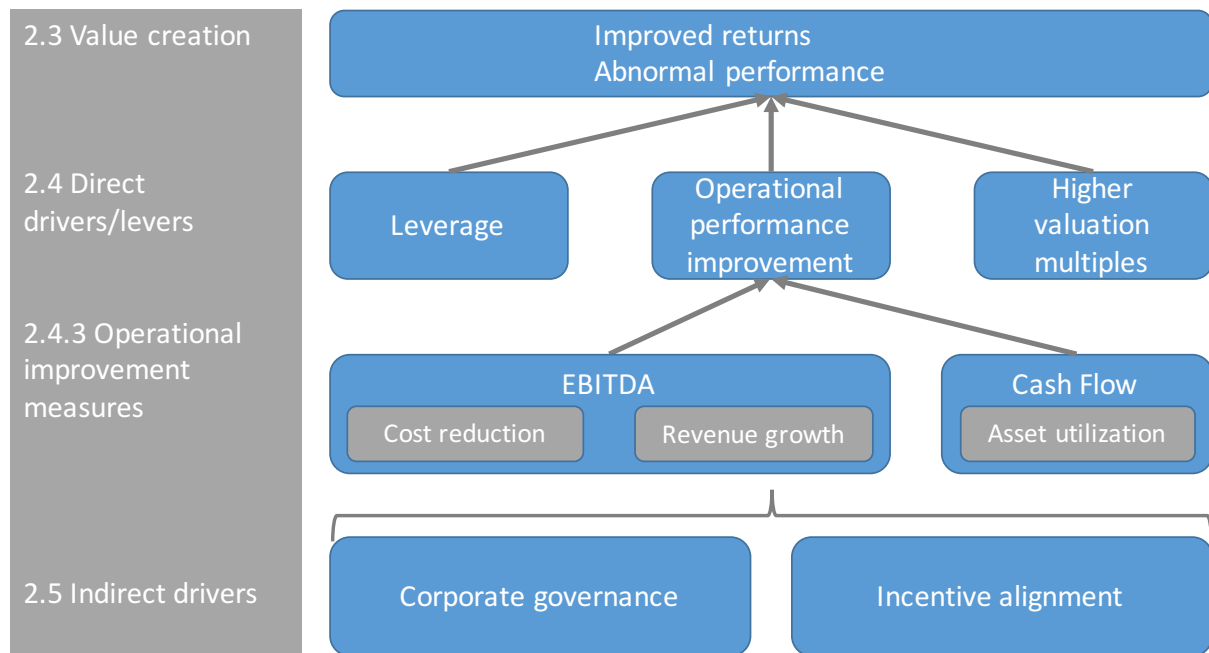 2.3 Value creation
Improved returns
Abnormal performance
2.4 Direct
drivers/levers
Leverage
Operational
performance
improvement
Higher
valuation
multiples
2.4.3 Operational
improvement
measures
EBITDA
Cost reduction
Revenue growth
Cash Flow
Asset utilization
2.5 Indirect drivers
Corporate governance
Incentive alignment